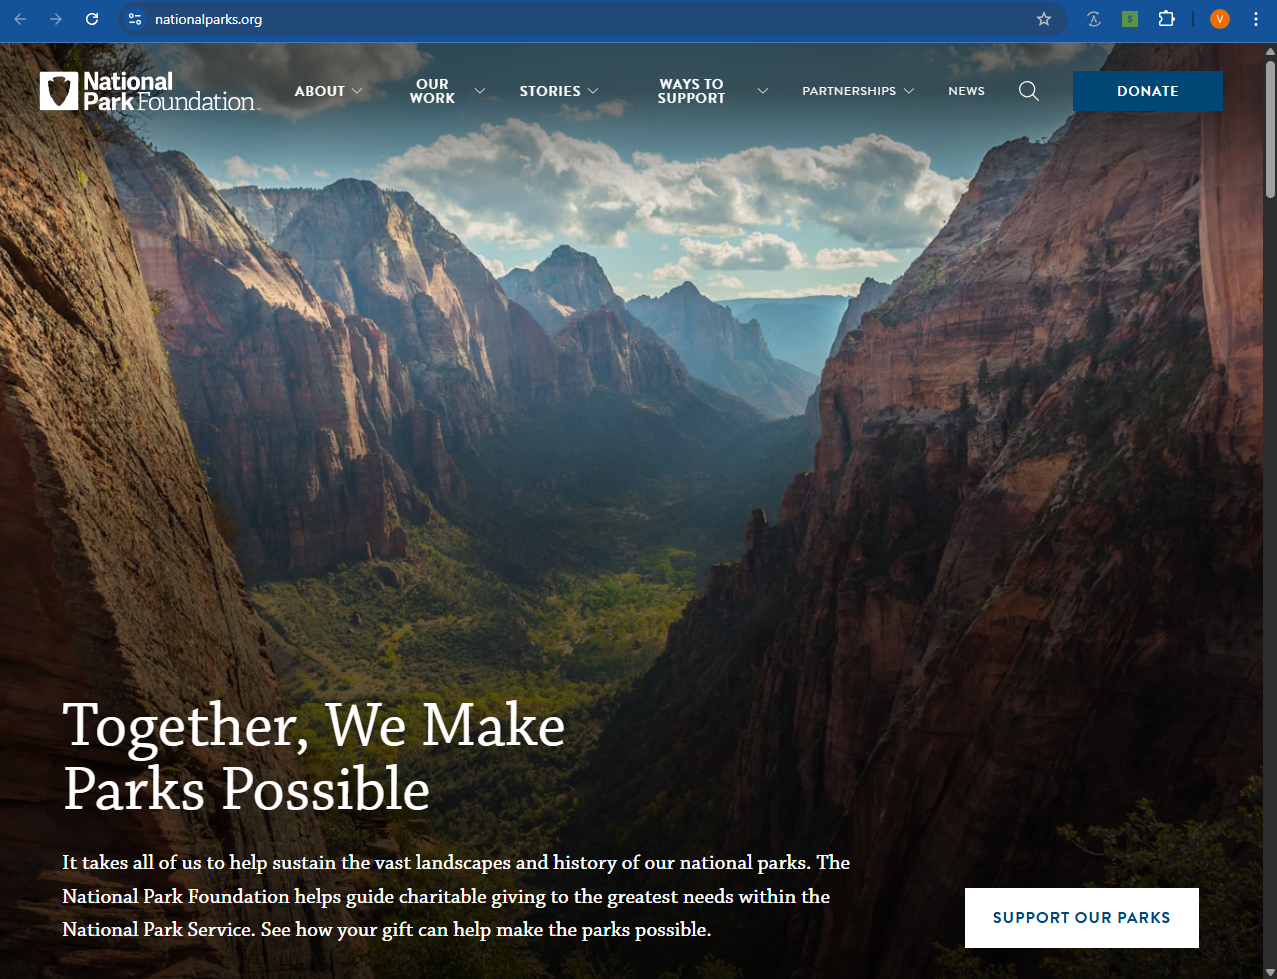 nationalparks.org
V
National
Park Foundation
ABOUT
OUR
WORK
STORIES
WAYS TO
SUPPORT
PARTNERSHIPS
NEWS
DONATE
Together, We Make
Parks Possible
It takes all of us to help sustain the vast landscapes and history of our national parks. The
National Park Foundation helps guide charitable giving to the greatest needs within the
National Park Service. See how your gift can help make the parks possible.
SUPPORT OUR PARKS